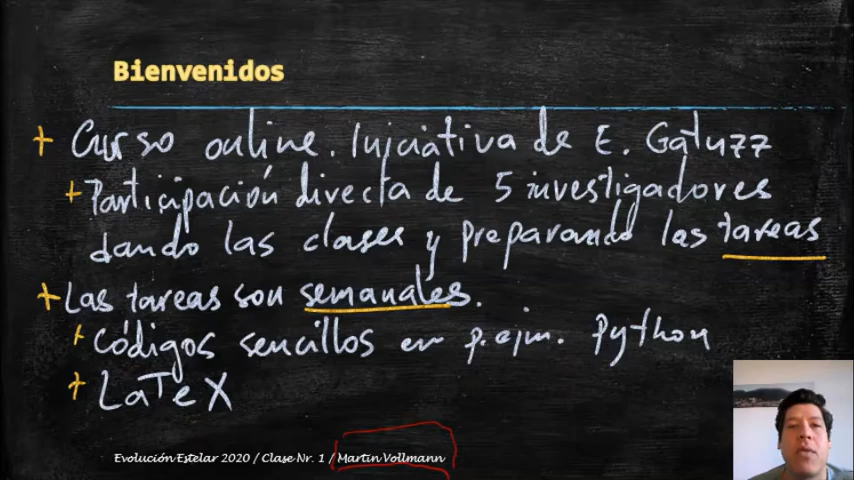 Bienvenidos
+ Curso online. Iniciativa de E. Gatuzz
+ Participación directa de 5 investigadores
dando las clases y preparando las tareas
+ Las tareas son semanales.
+ Códigos sencillos en p.ejm. Python
+ LaTeX
Evolución Estelar 2020 / Clase Nr. 1 / Martin Vollmann